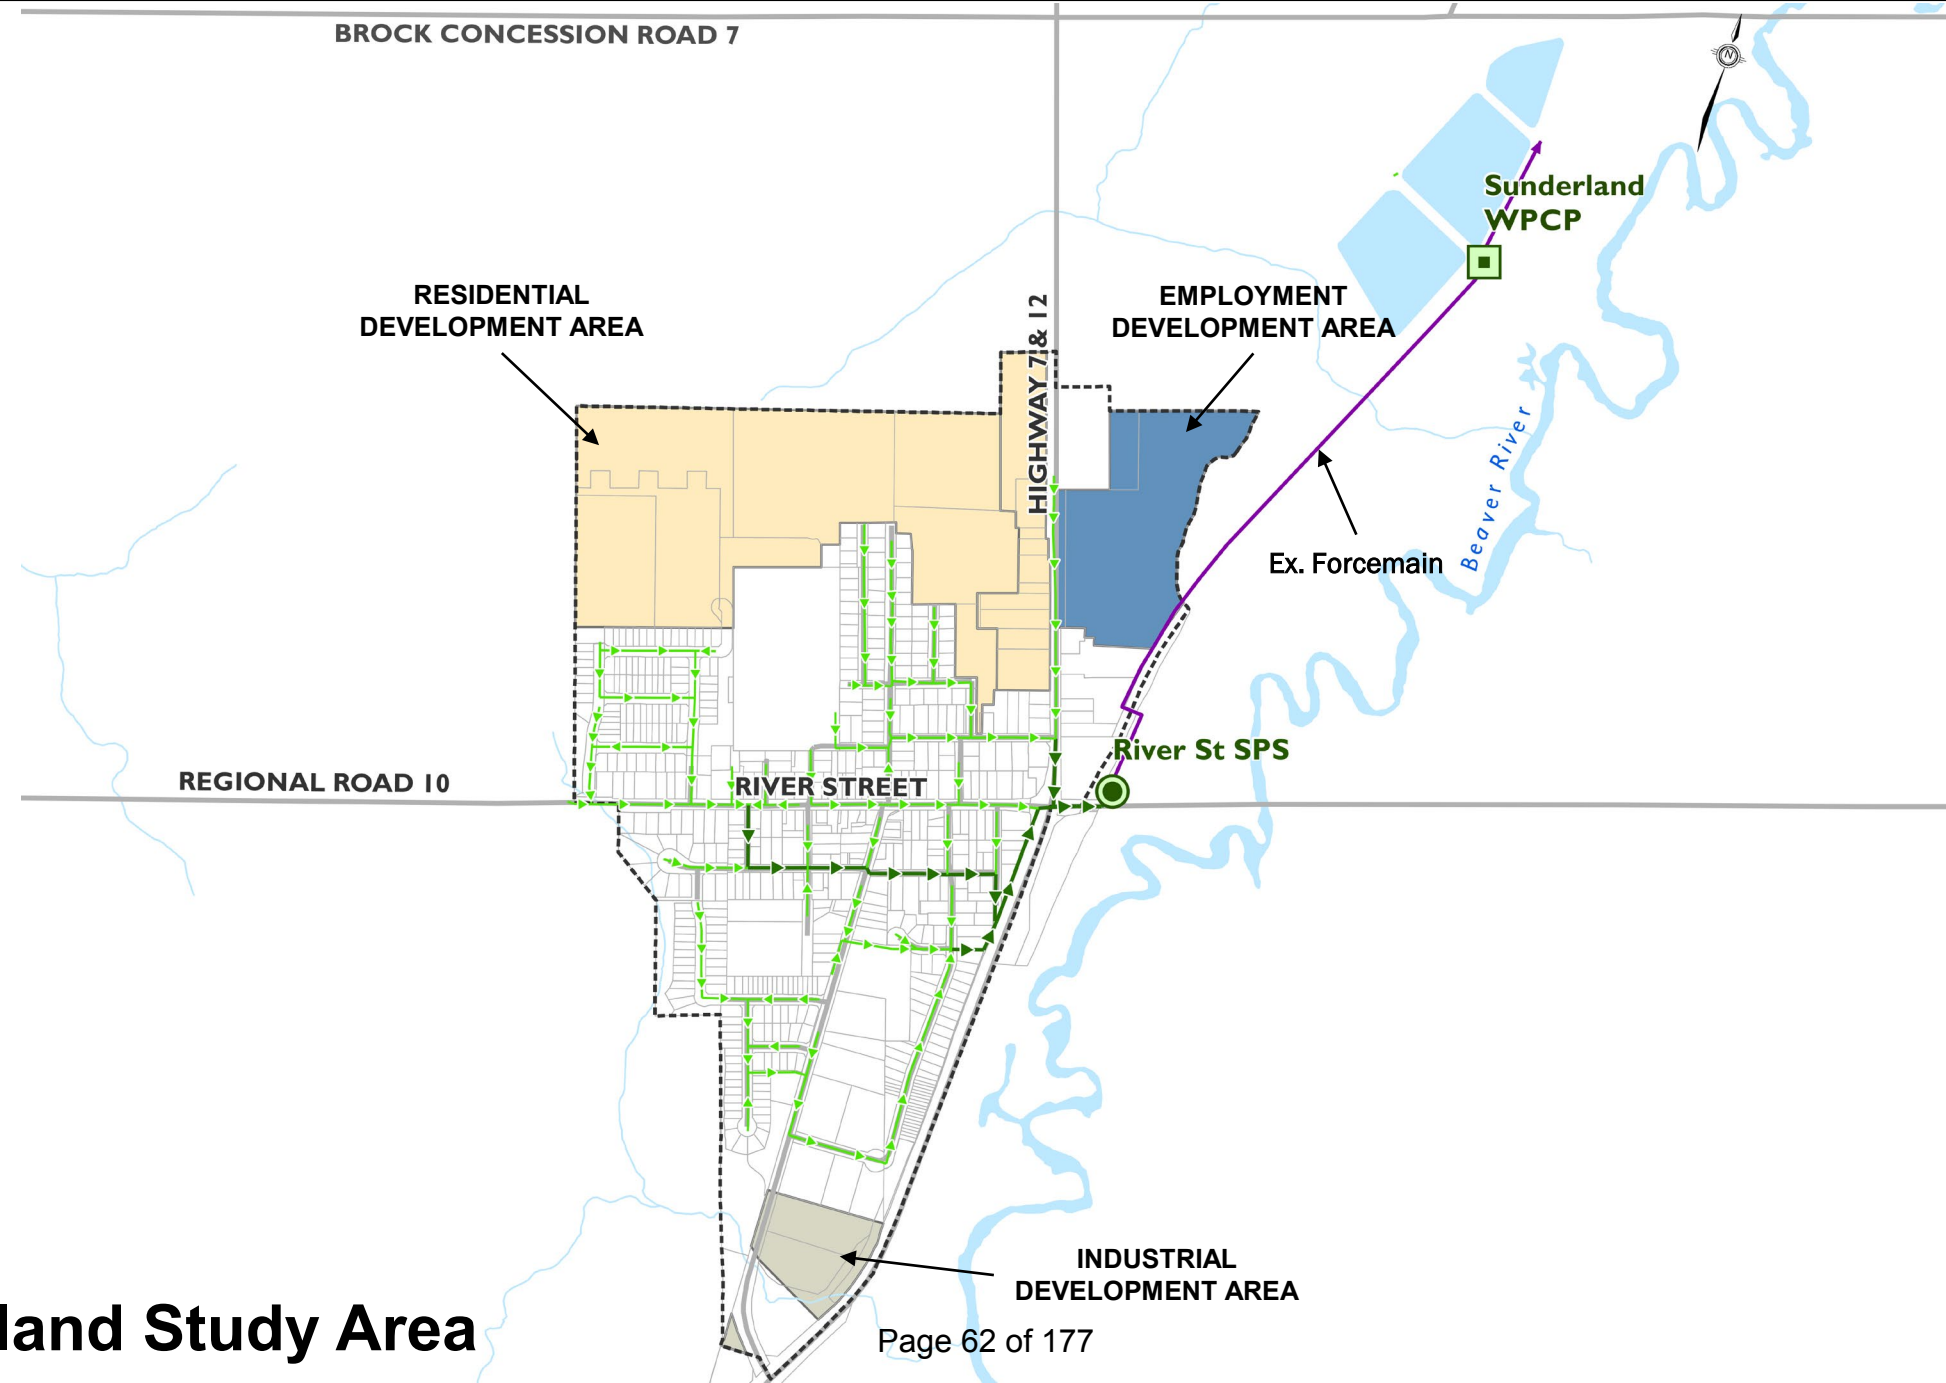 BROCK CONCESSION ROAD 7
N
Sunderland
WPCP
RESIDENTIAL
DEVELOPMENT AREA
EMPLOYMENT
DEVELOPMENT AREA
HIGHWAY 7 & 12
Beaver River
Ex. Forcemain
River St SPS
REGIONAL ROAD 10
RIVER STREET
INDUSTRIAL
DEVELOPMENT AREA
land Study Area
Page 62 of 177